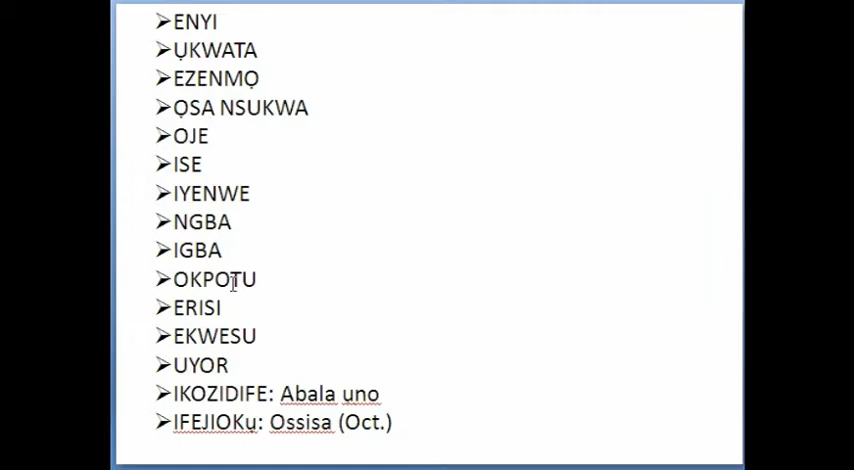 ➢ENYI
➢ỤKWATA
➢EZENMỌ
➢ỌSA NSUKWA
➢OJE
➢ISE
➢IYENWE
➢NGBA
➢IGBA
➢OKPOTU
➢ERISI
➢EKWESU
➢UYOR
➢IKOZIDIFE: Abala ụno
➢IFEJIOKụ: Ossisa (Oct.)